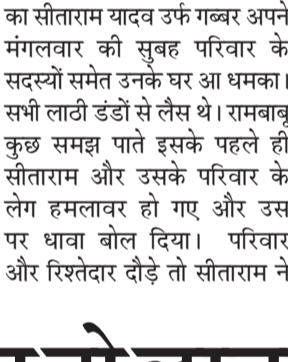 का सीताराम यादव उर्फ गब्बर अपने
मंगलवार की सुबह परिवार के
सदस्यों समेत उनके घर आ धमका।
सभी लाठी डंडों से लैस थे। रामबाबू
कुछ समझ पाते इसके पहले ही
सीताराम और उसके परिवार के
लेग हमलावर हो गए और उस
पर धावा बोल दिया। परिवार
और रिश्तेदार दौड़े तो सीताराम ने